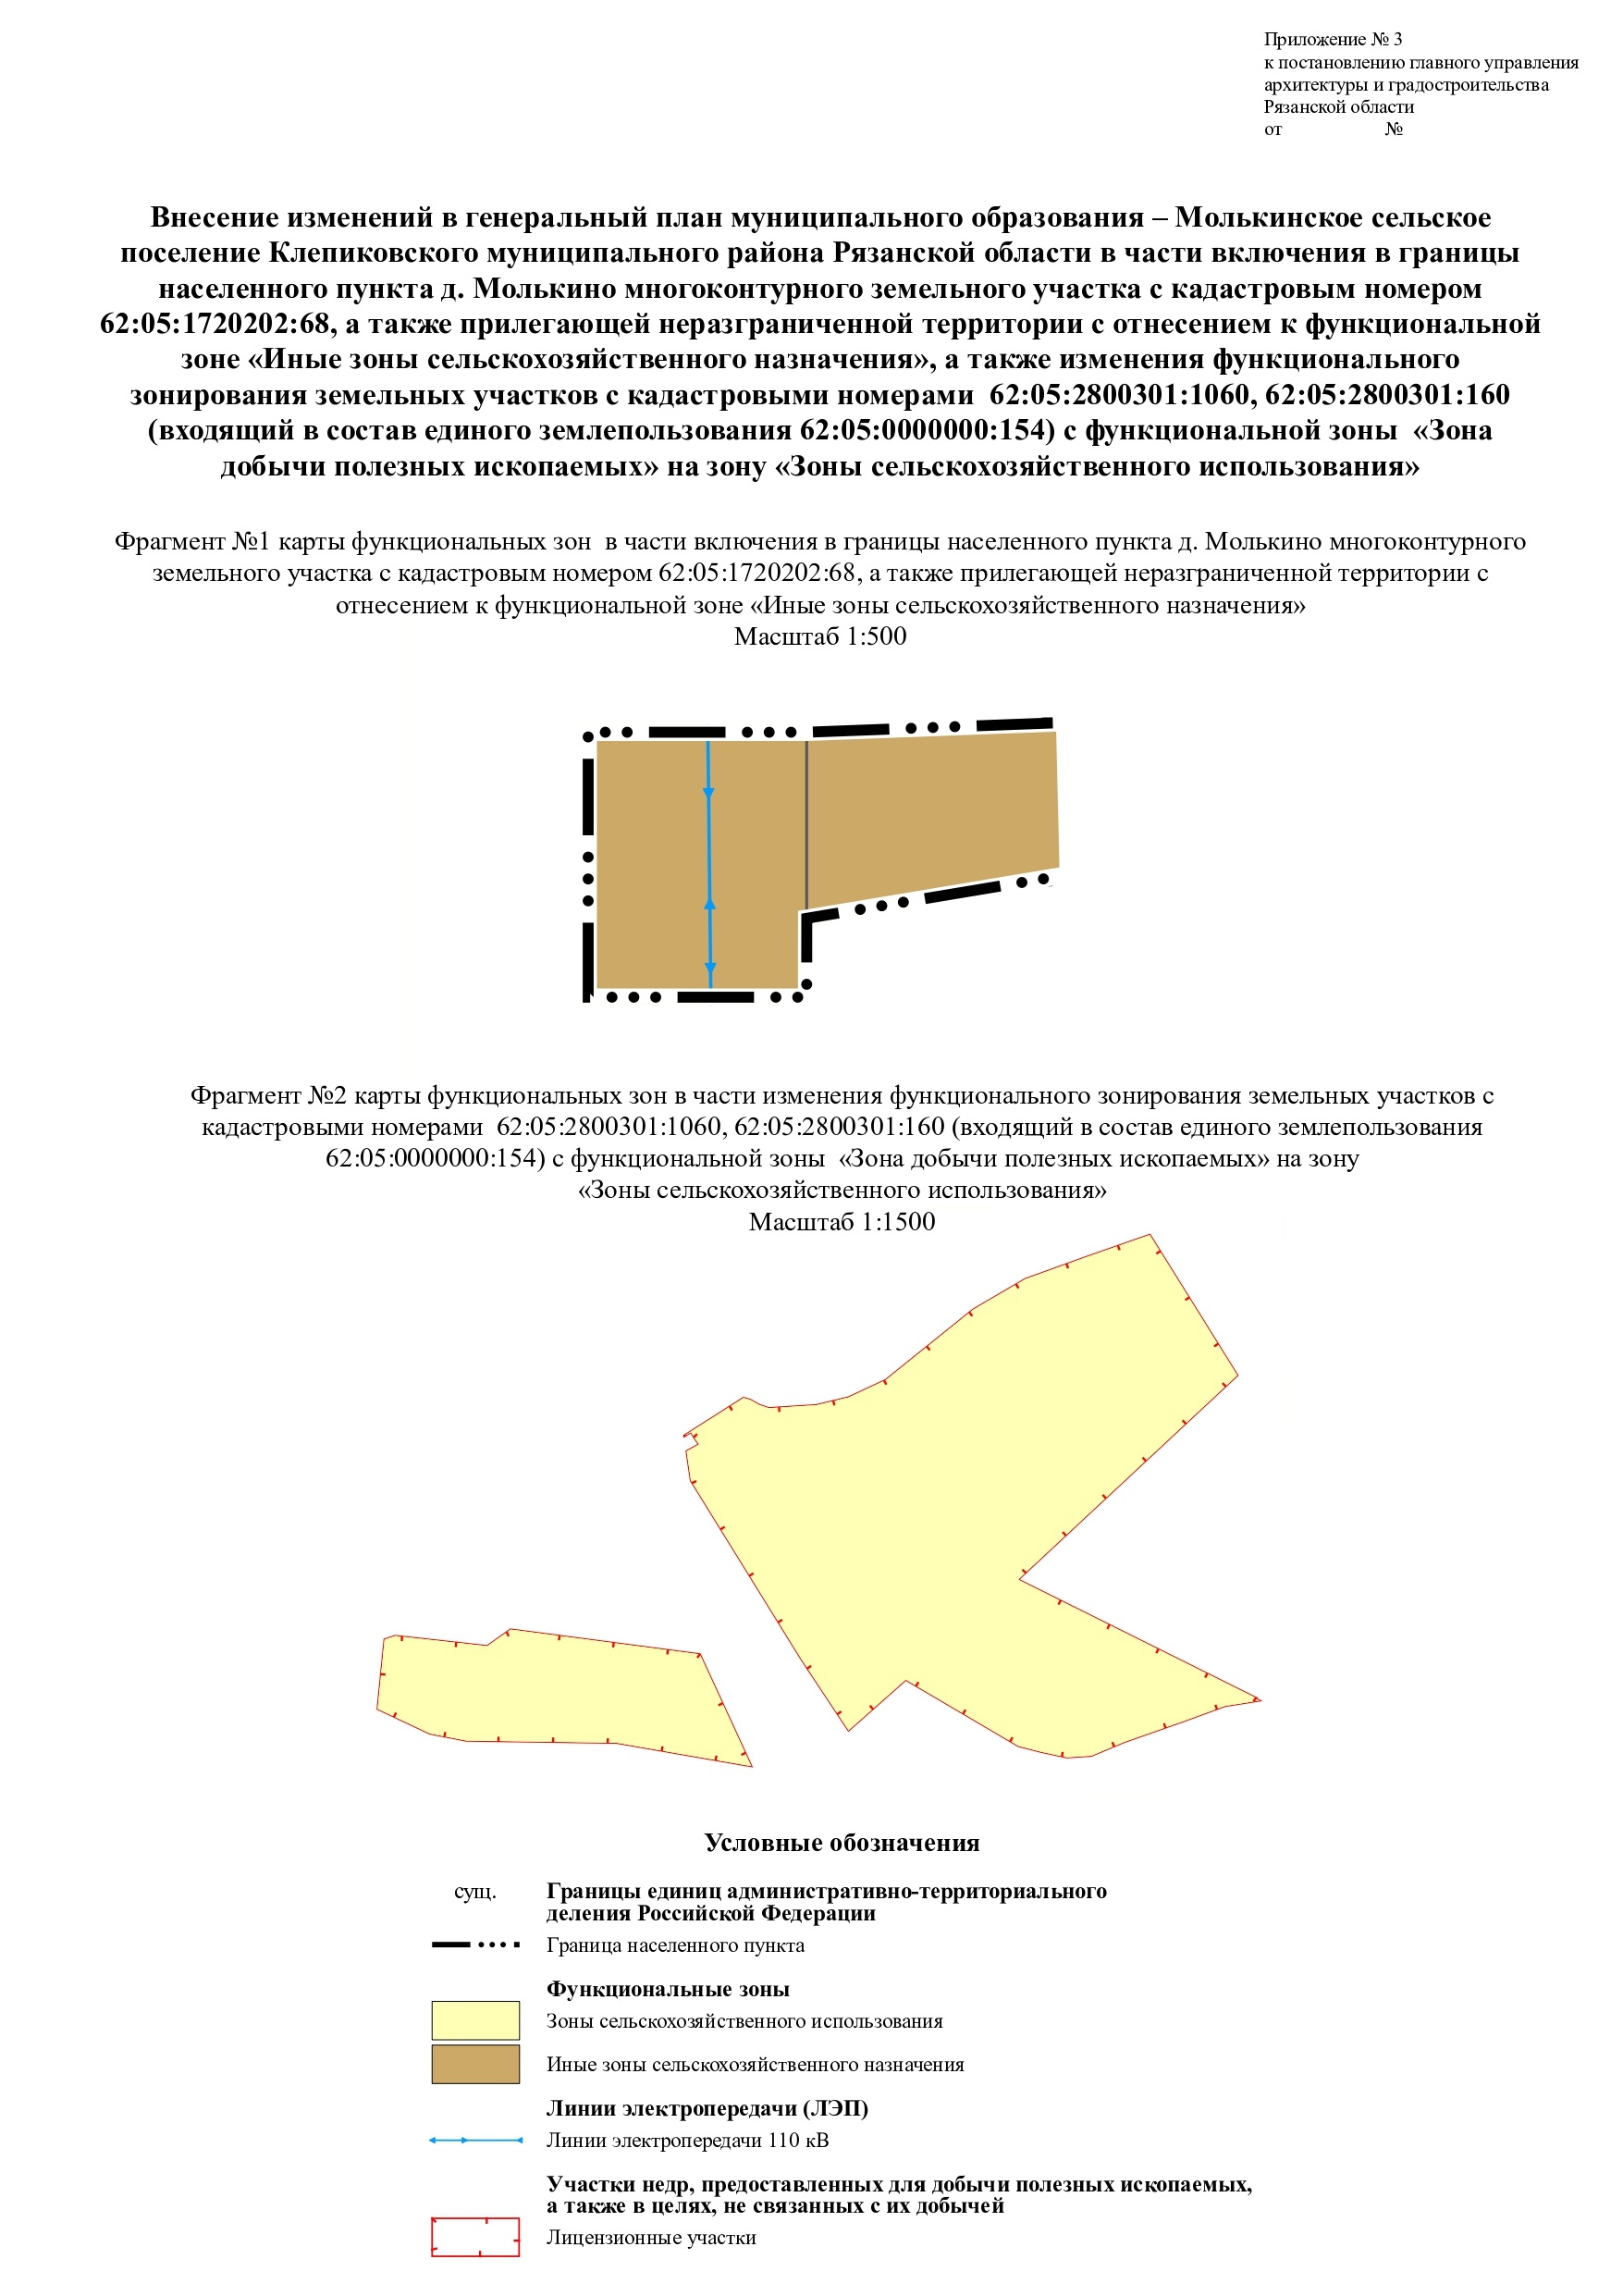 Приложение № 3
к постановлению главного управления
архитектуры и градостроительства
Рязанской области
от №
Внесение изменений в генеральный план муниципального образования – Молькинское сельское
поселение Клепиковского муниципального района Рязанской области в части включения в границы
населенного пункта д. Молькино многоконтурного земельного участка с кадастровым номером
62:05:1720202:68, а также прилегающей неразграниченной территории с отнесением к функциональной
зоне «Иные зоны сельскохозяйственного назначения», а также изменения функционального
зонирования земельных участков с кадастровыми номерами 62:05:2800301:1060, 62:05:2800301:160
(входящий в состав единого землепользования 62:05:0000000:154) с функциональной зоны «Зона
добычи полезных ископаемых» на зону «Зоны сельскохозяйственного использования»
Фрагмент №1 карты функциональных зон в части включения в границы населенного пункта д. Молькино многоконтурного
земельного участка с кадастровым номером 62:05:1720202:68, а также прилегающей неразграниченной территории с
отнесением к функциональной зоне «Иные зоны сельскохозяйственного назначения»
Масштаб 1:500
Фрагмент №2 карты функциональных зон в части изменения функционального зонирования земельных участков с
кадастровыми номерами 62:05:2800301:1060, 62:05:2800301:160 (входящий в состав единого землепользования
62:05:0000000:154) с функциональной зоны «Зона добычи полезных ископаемых» на зону
«Зоны сельскохозяйственного использования»
Масштаб 1:1500
Условные обозначения
сущ. Границы единиц административно-территориального
деления Российской Федерации
Граница населенного пункта
Функциональные зоны
Зоны сельскохозяйственного использования
Иные зоны сельскохозяйственного назначения
Линии электропередачи (ЛЭП)
Линии электропередачи 110 кВ
Участки недр, предоставленных для добычи полезных ископаемых,
а также в целях, не связанных с их добычей
Лицензионные участки